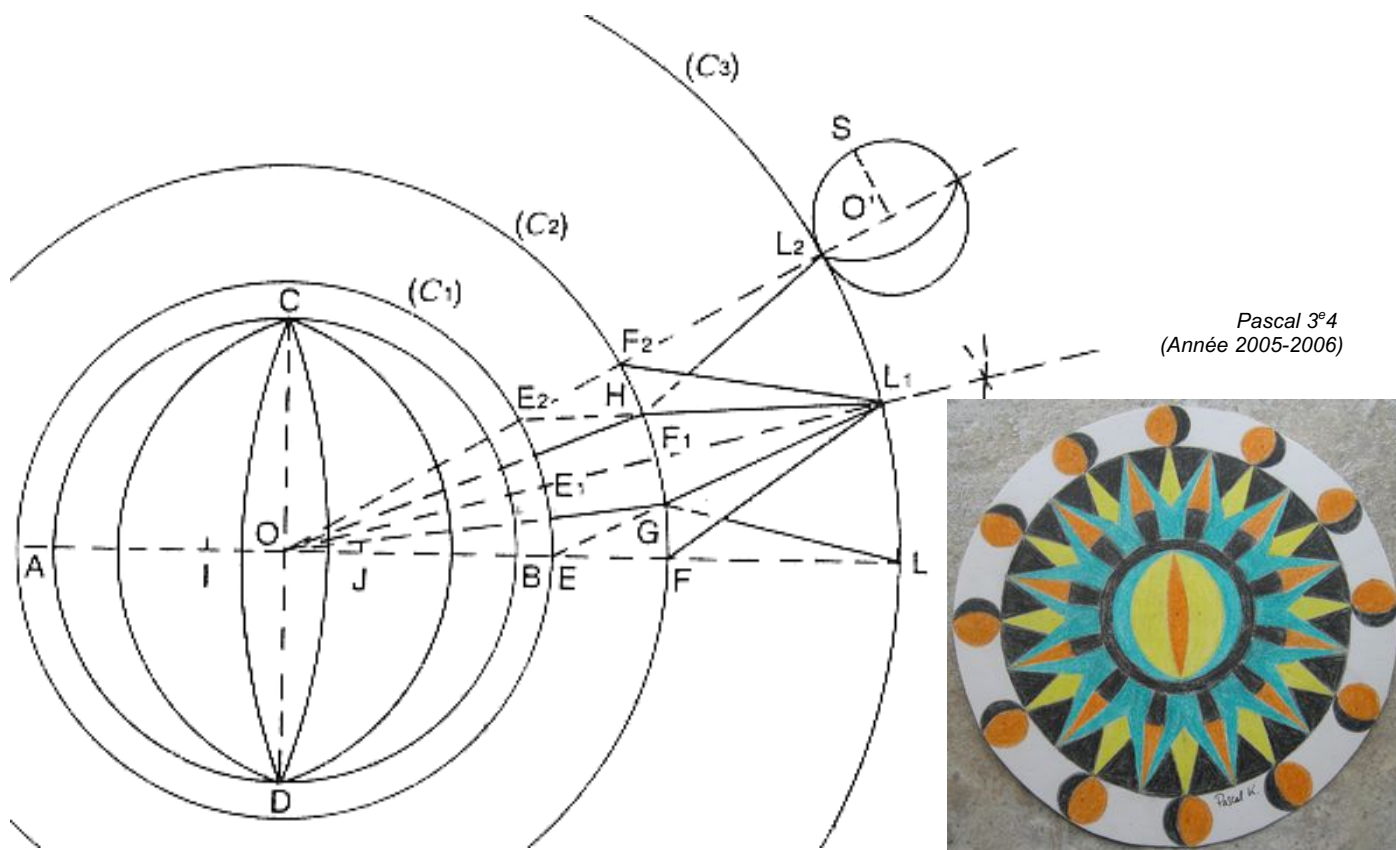 (C3)
S
O'
(C2)
L2
C
(C1)
Pascal 3e4
(Année 2005-2006)
F2
L1
E2
H
F1
E1
O
G
A
I
J
B
E
F
L
D
Pascal K.